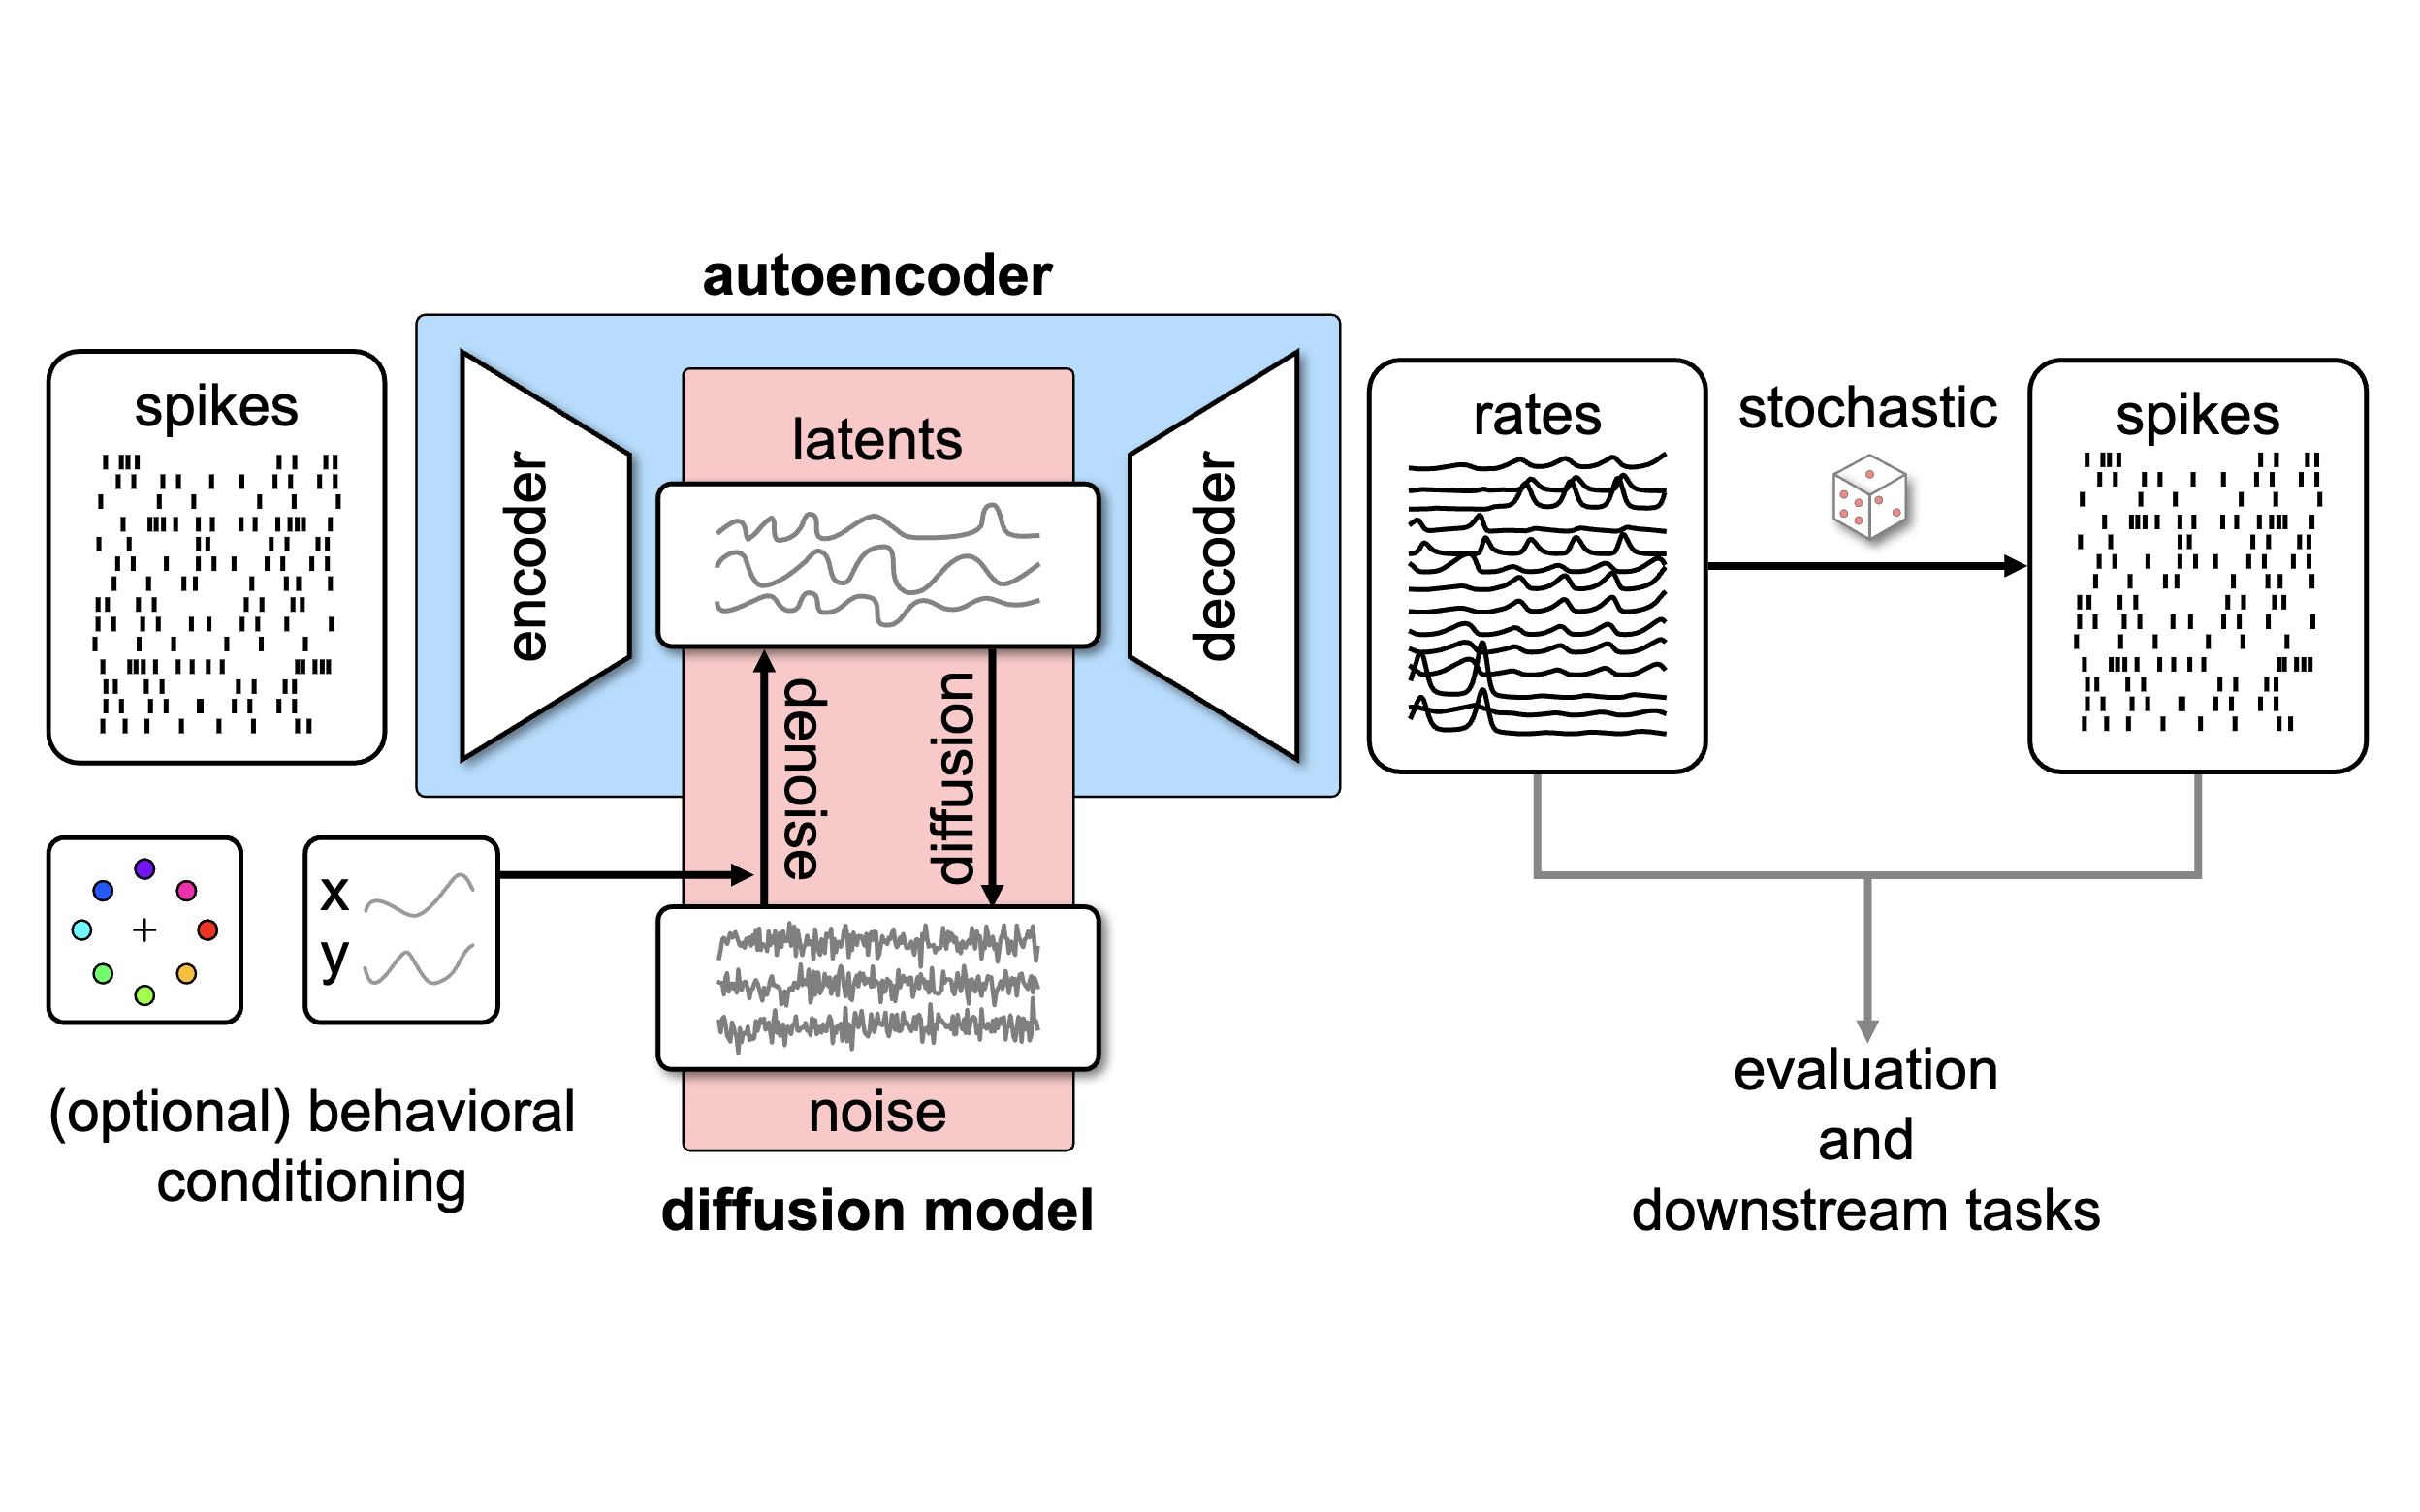 autoencoder
spikes
encoder
latents
decoder
rates
stochastic
spikes
denoise
diffusion
x
y
(optional) behavioral
conditioning
noise
diffusion model
evaluation
and
downstream tasks